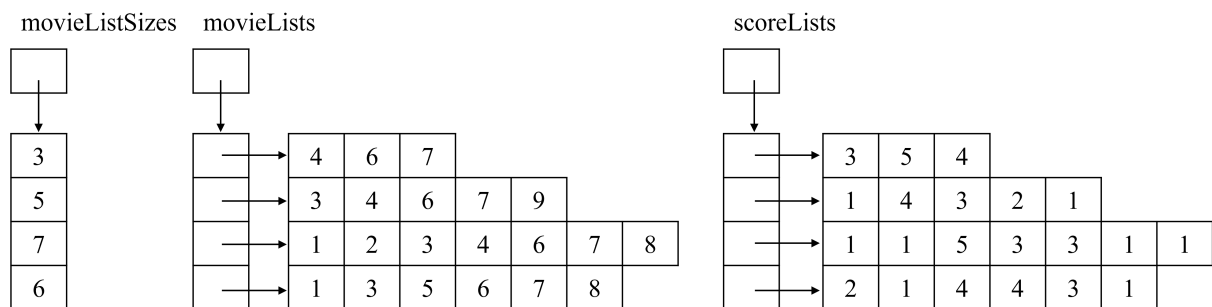 movieListSizes movieLists scoreLists
3 4 6 7 3 5 4
5 3 4 6 7 9 1 4 3 2 1
7 1 2 3 4 6 7 8 1 1 5 3 3 1 1
6 1 3 5 6 7 8 2 1 4 4 3 1